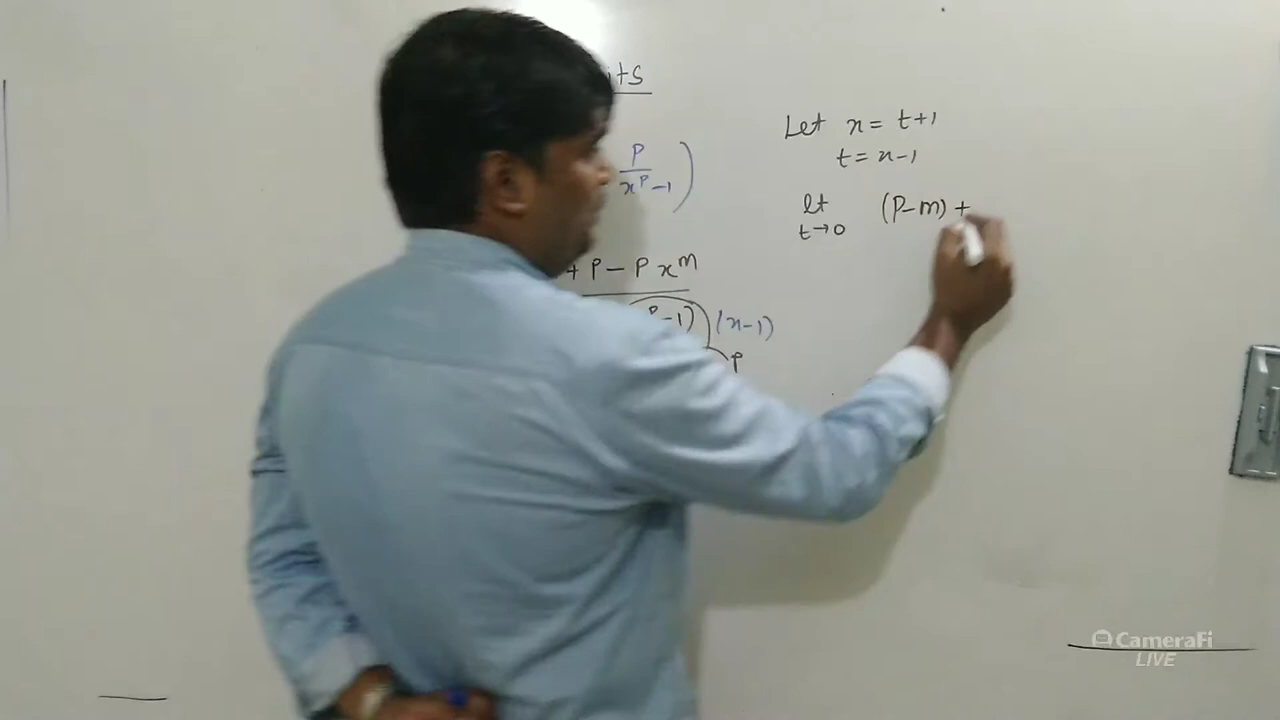 its
P
x^P-1 )
+ P - P x^m
P-1) (x-1)
P
Let x = t+1
t = x-1
lt (P-m) +
t→0
CameraFi
LIVE